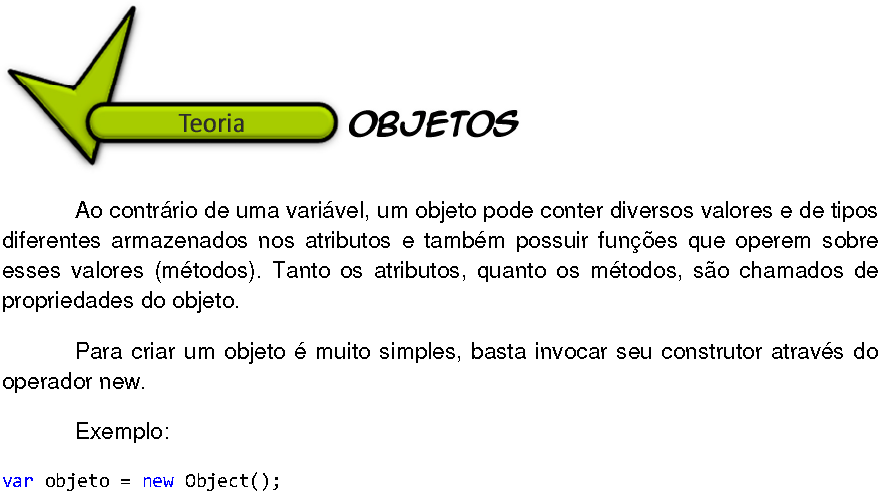 Teoria OBJETOS
Ao contrário de uma variável, um objeto pode conter diversos valores e de tipos
diferentes armazenados nos atributos e também possuir funções que operem sobre
esses valores (métodos). Tanto os atributos, quanto os métodos, são chamados de
propriedades do objeto.
Para criar um objeto é muito simples, basta invocar seu construtor através do
operador new.
Exemplo:
var objeto = new Object();